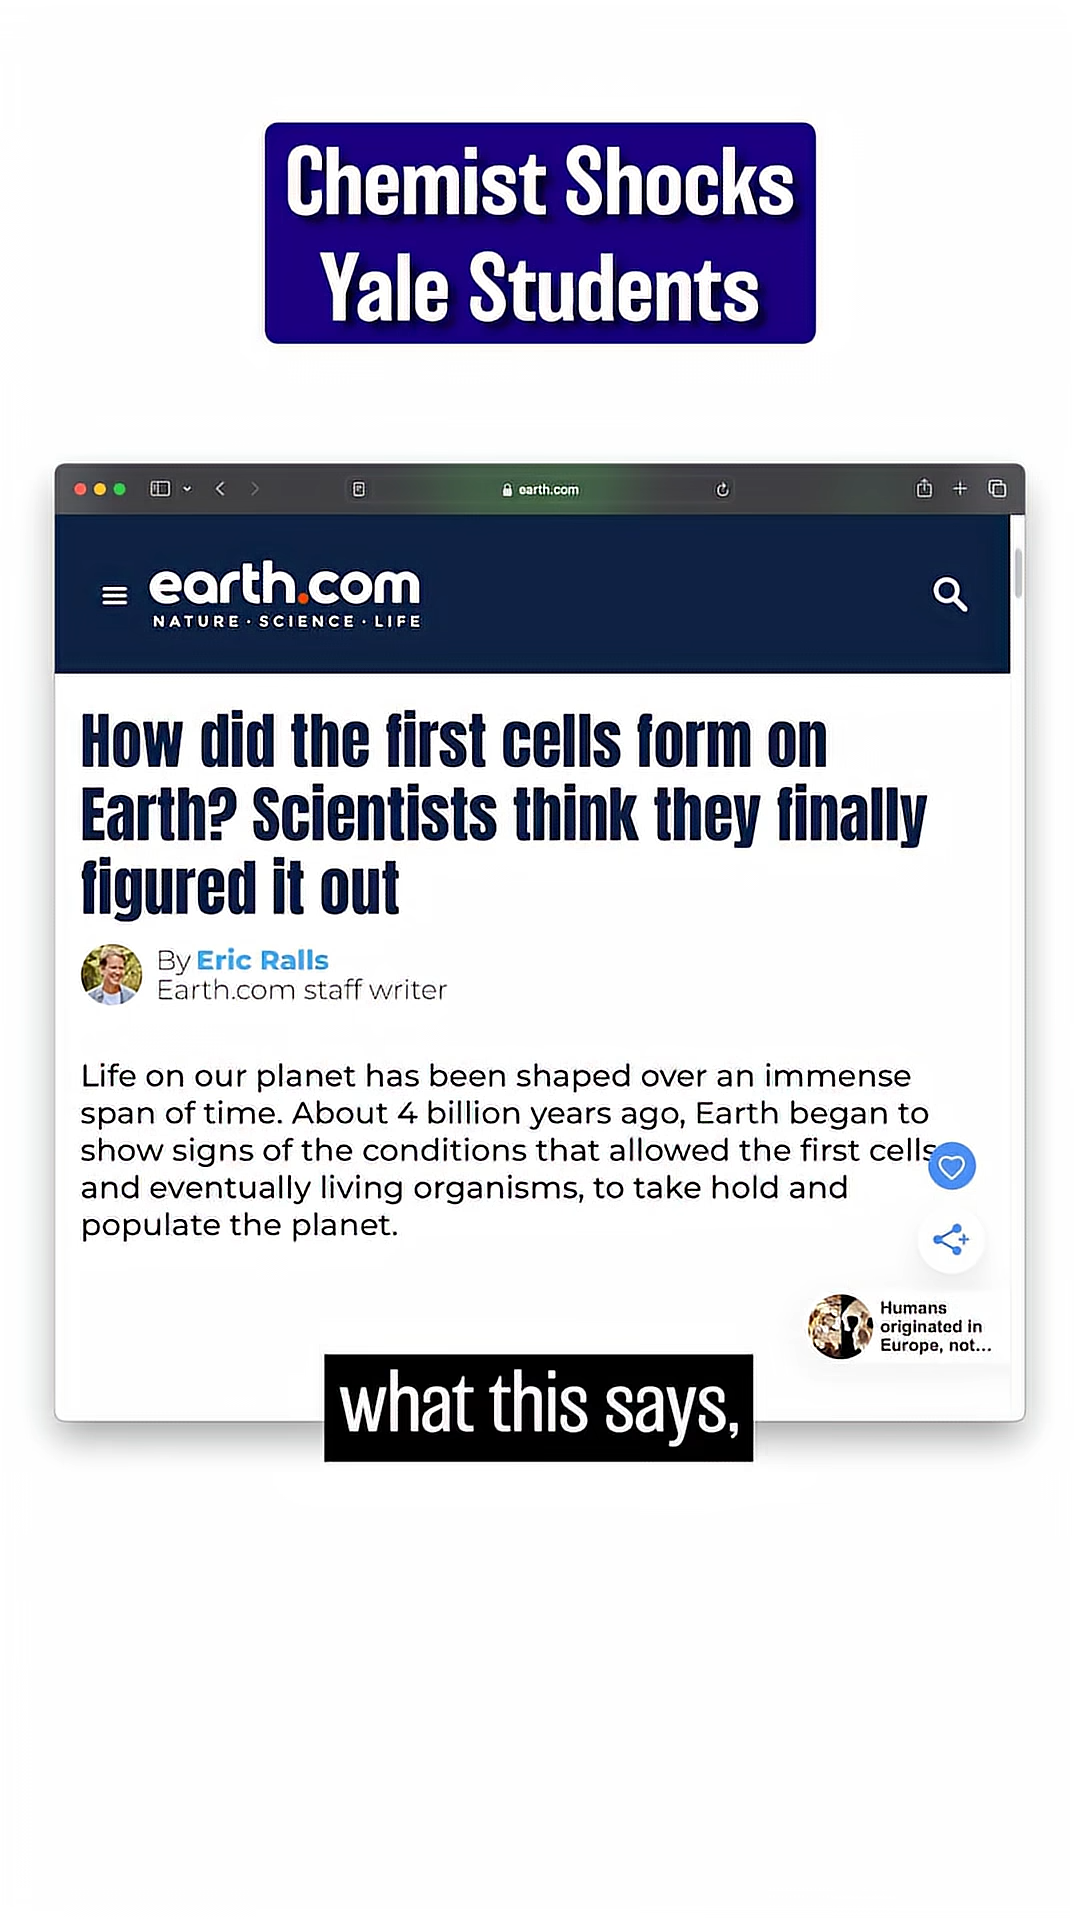 Chemist Shocks
Yale Students
earth.com
earth.com
NATURE · SCIENCE · LIFE
How did the first cells form on
Earth? Scientists think they finally
figured it out
By Eric Ralls
Earth.com staff writer
Life on our planet has been shaped over an immense
span of time. About 4 billion years ago, Earth began to
show signs of the conditions that allowed the first cells,
and eventually living organisms, to take hold and
populate the planet.
Humans
originated in
Europe, not...
what this says,